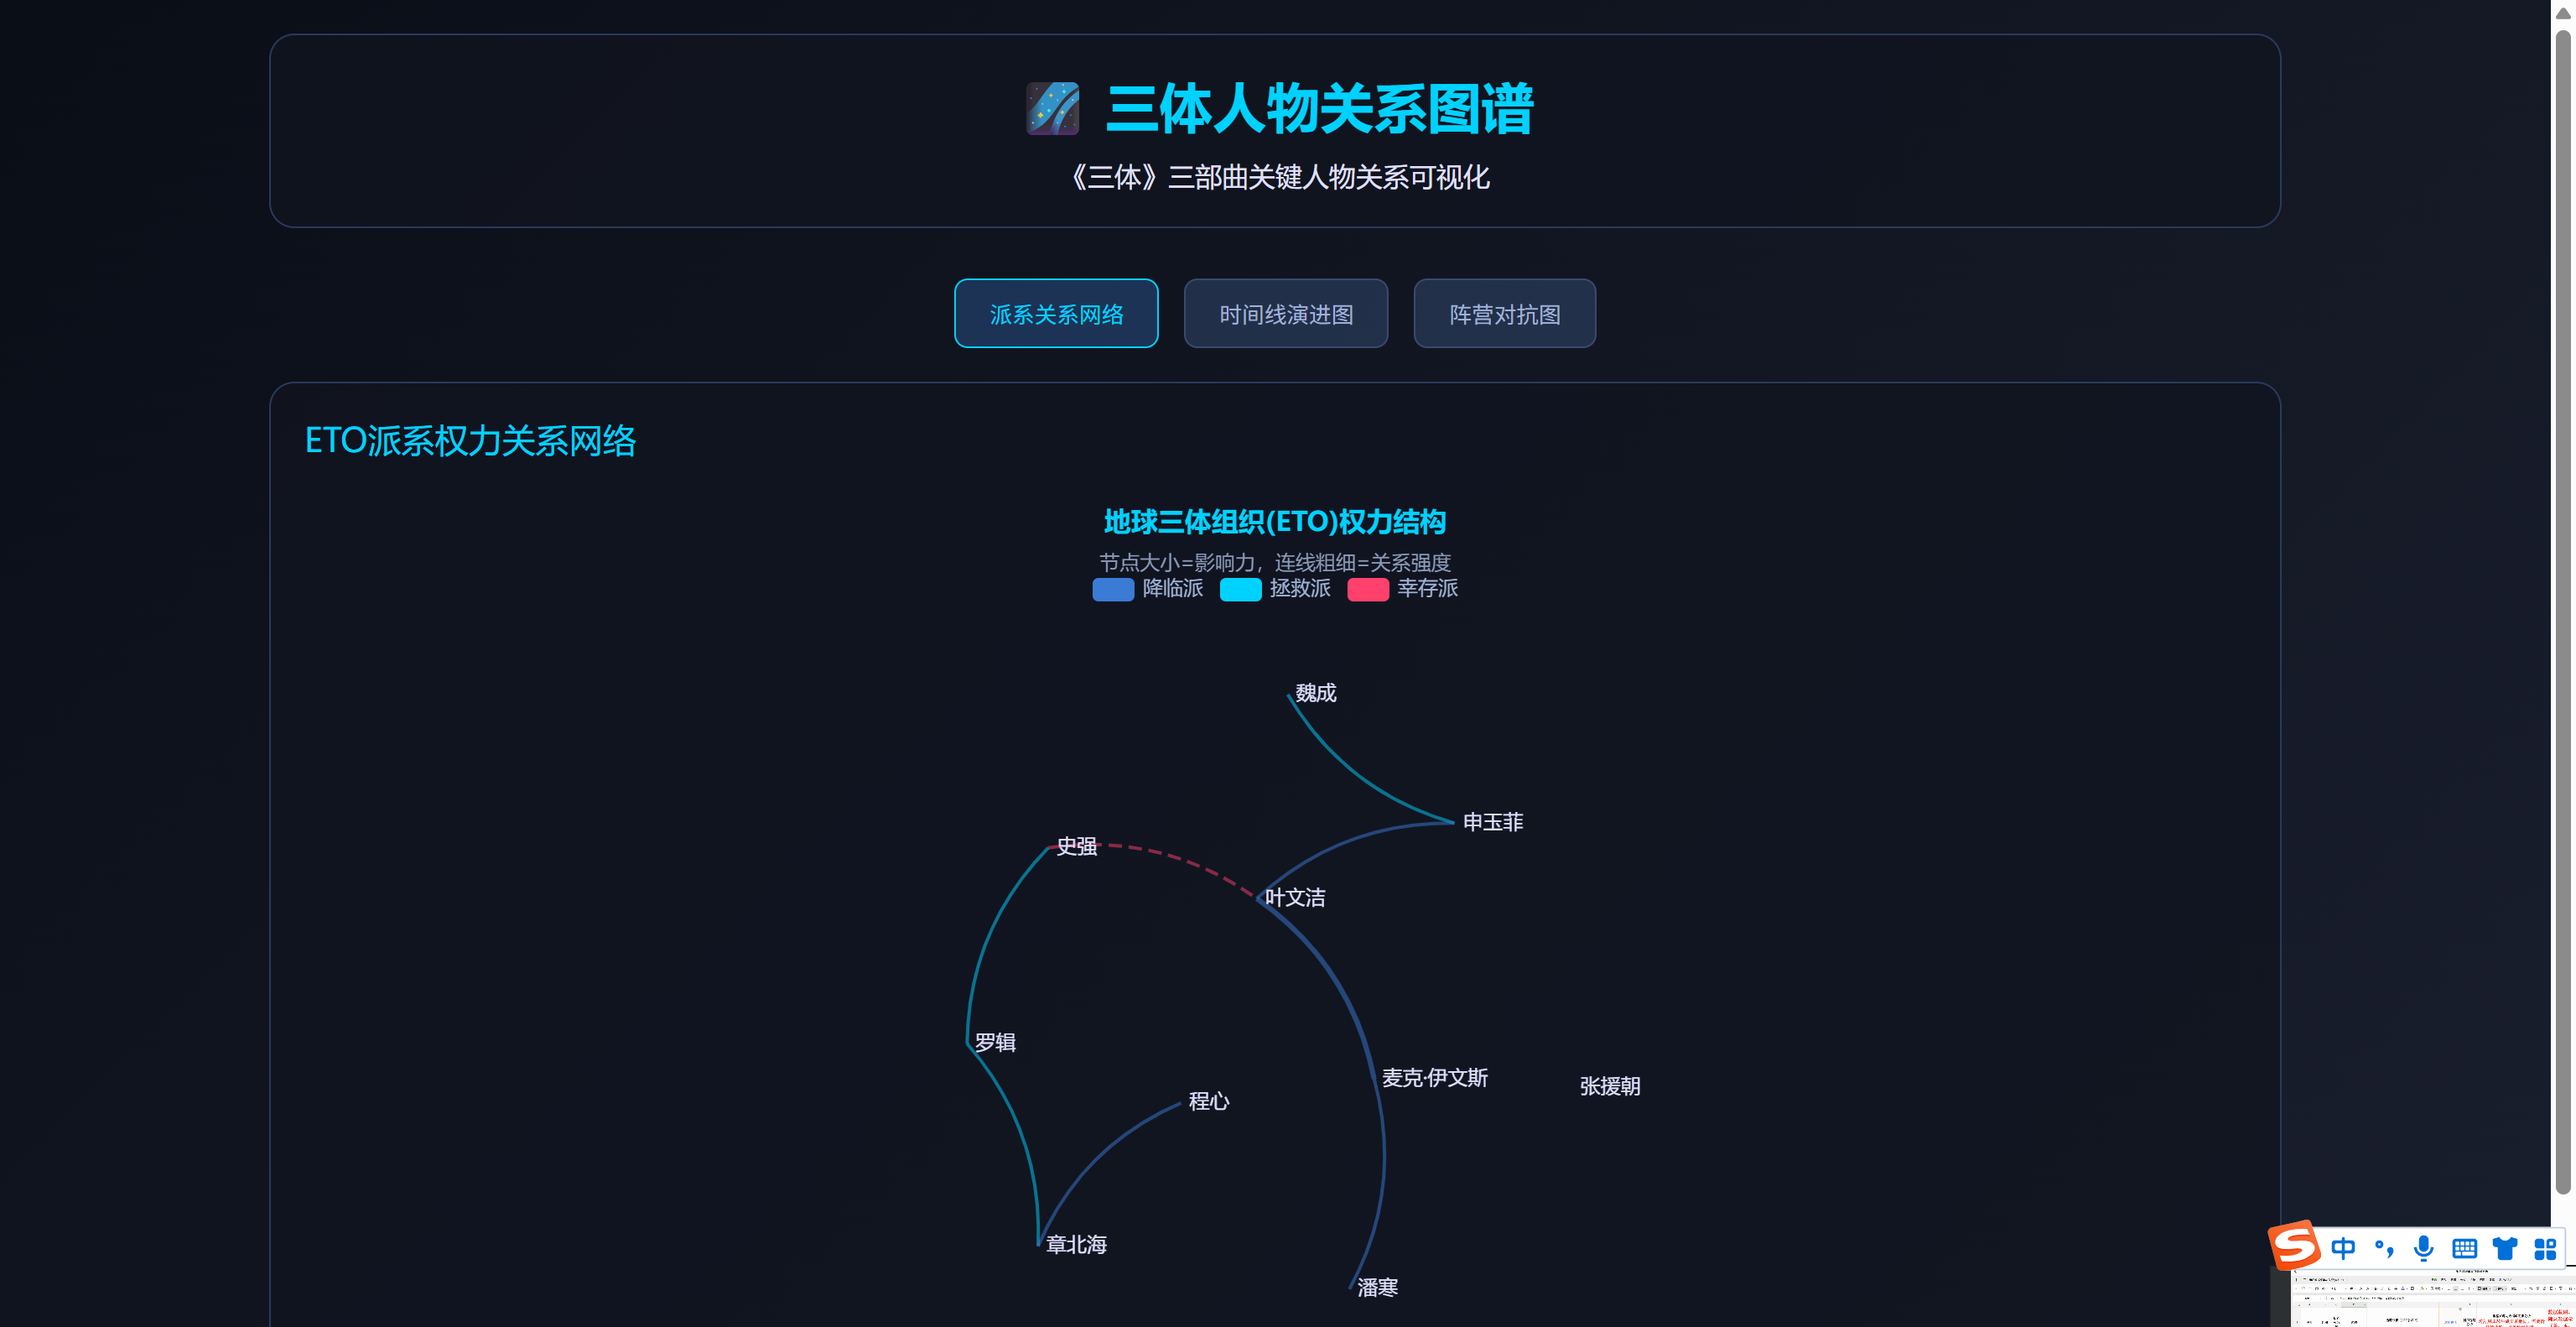 三体人物关系图谱
《三体》三部曲关键人物关系可视化
派系关系网络
时间线演进图
阵营对抗图
ETO派系权力关系网络
地球三体组织(ETO)权力结构
节点大小=影响力，连线粗细=关系强度
降临派 拯救派 幸存派
魏成
申玉菲
史强
叶文洁
罗辑
麦克·伊文斯
张援朝
程心
章北海
潘寒
中